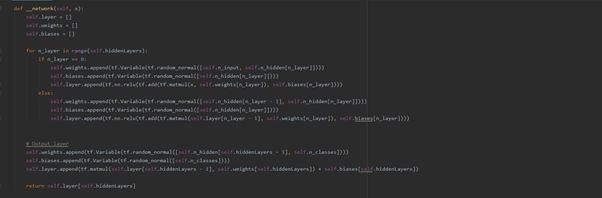 def __network(self, x):
self.layer = []
self.weights = []
self.biases = []
for n_layer in range(self.hiddenLayers):
if n_layer == 0:
self.weights.append(tf.Variable(tf.random_normal([self.n_input, self.n_hidden[n_layer]])))
self.biases.append(tf.Variable(tf.random_normal([self.n_hidden[n_layer]])))
self.layer.append(tf.nn.relu(tf.add(tf.matmul(x, self.weights[n_layer]), self.biases[n_layer])))
else:
self.weights.append(tf.Variable(tf.random_normal([self.n_hidden[n_layer - 1], self.n_hidden[n_layer]])))
self.biases.append(tf.Variable(tf.random_normal([self.n_hidden[n_layer]])))
self.layer.append(tf.nn.relu(tf.add(tf.matmul(self.layer[n_layer - 1], self.weights[n_layer]), self.biases[n_layer])))
# Output layer
self.weights.append(tf.Variable(tf.random_normal([self.n_hidden[self.hiddenLayers - 1], self.n_classes])))
self.biases.append(tf.Variable(tf.random_normal([self.n_classes])))
self.layer.append(tf.matmul(self.layer[self.hiddenLayers - 1], self.weights[self.hiddenLayers]) + self.biases[self.hiddenLayers])
return self.layer[self.hiddenLayers]